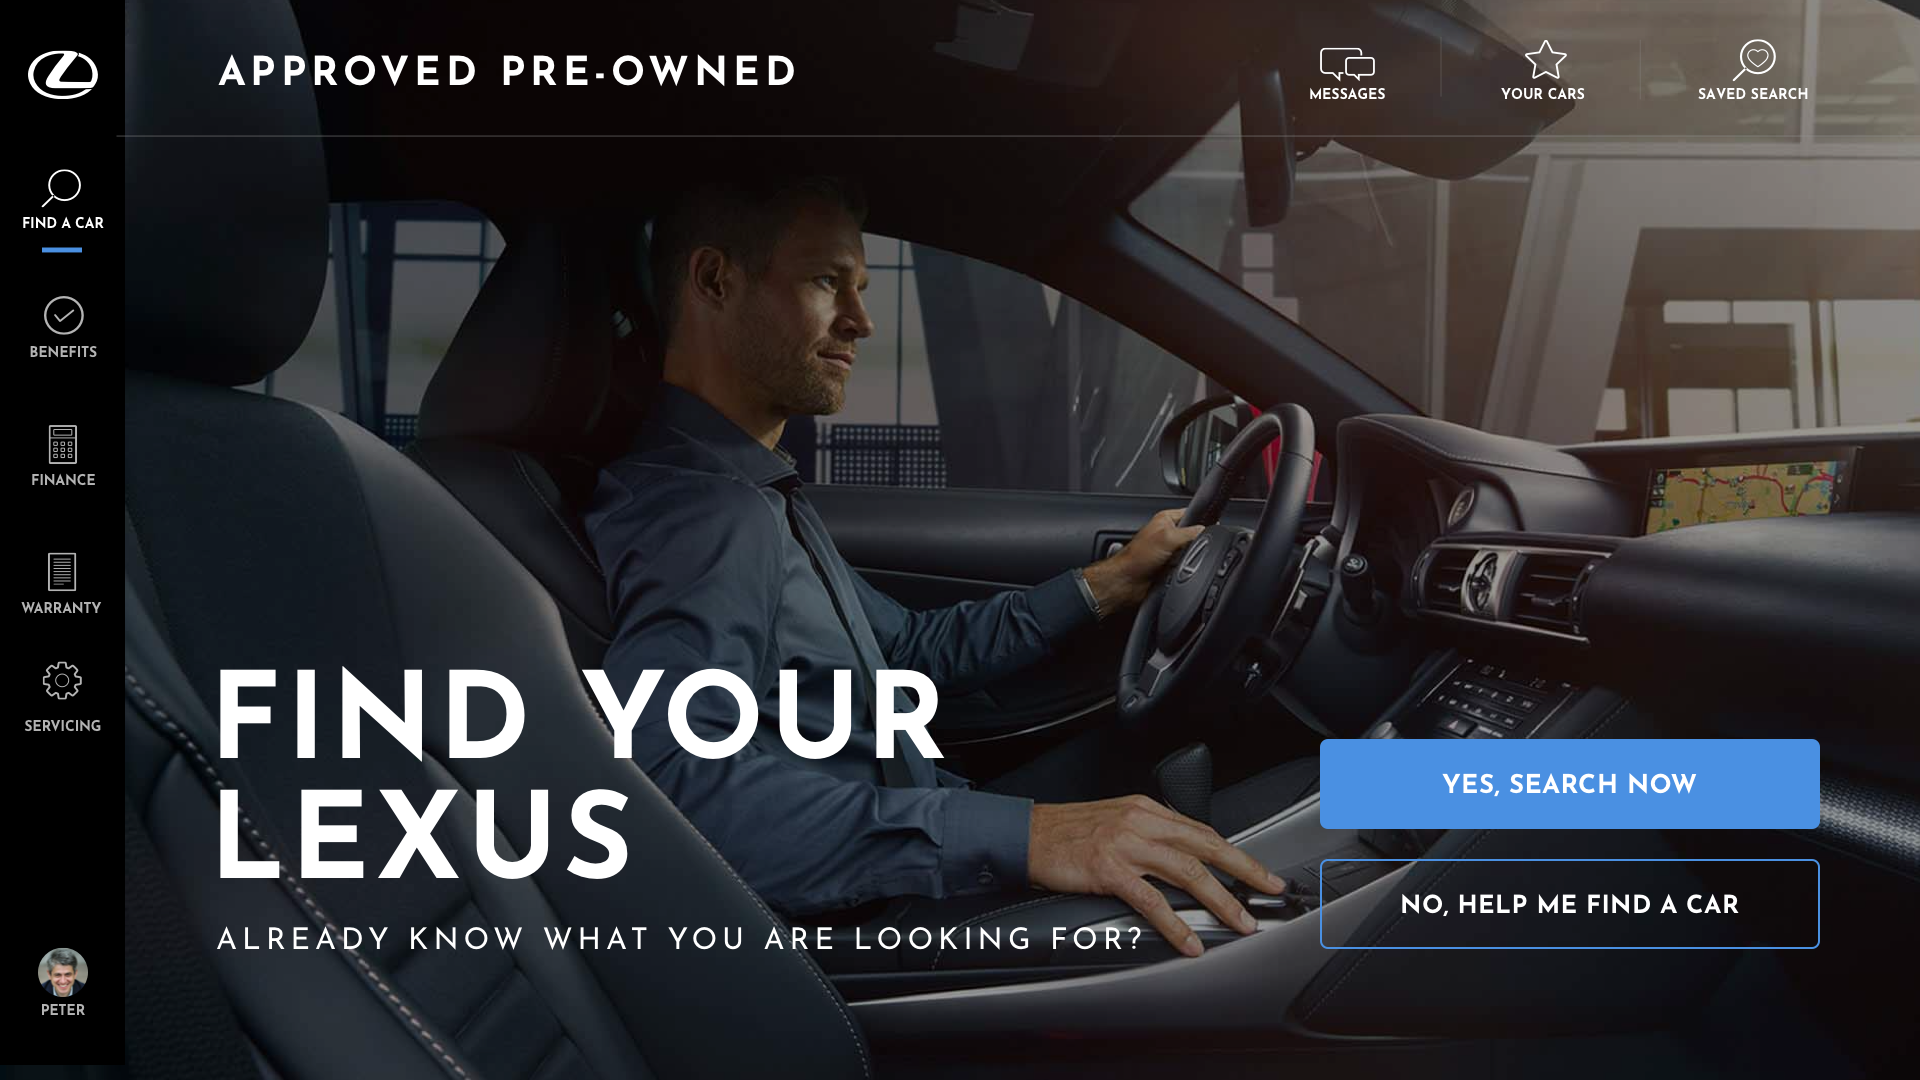 APPROVED PRE-OWNED
MESSAGES
YOUR CARS
SAVED SEARCH
FIND A CAR
BENEFITS
FINANCE
WARRANTY
SERVICING
PETER
FIND YOUR
LEXUS
ALREADY KNOW WHAT YOU ARE LOOKING FOR?
YES, SEARCH NOW
NO, HELP ME FIND A CAR